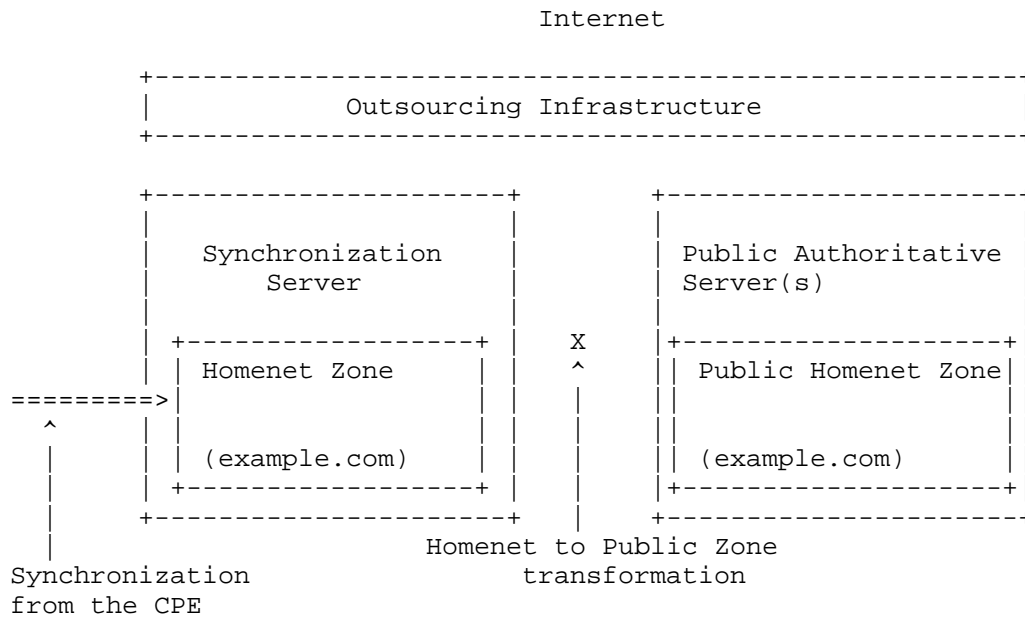 Internet
Outsourcing Infrastructure
Synchronization
Server
Public Authoritative
Server(s)
X
Homenet Zone
^
Public Homenet Zone
=========>
^
(example.com)
(example.com)
Homenet to Public Zone
transformation
Synchronization
from the CPE